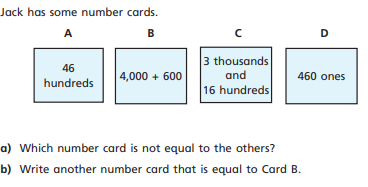 Jack has some number cards.
A B C D
46 hundreds
4,000 + 600
3 thousands and 16 hundreds
460 ones
a) Which number card is not equal to the others?
b) Write another number card that is equal to Card B.